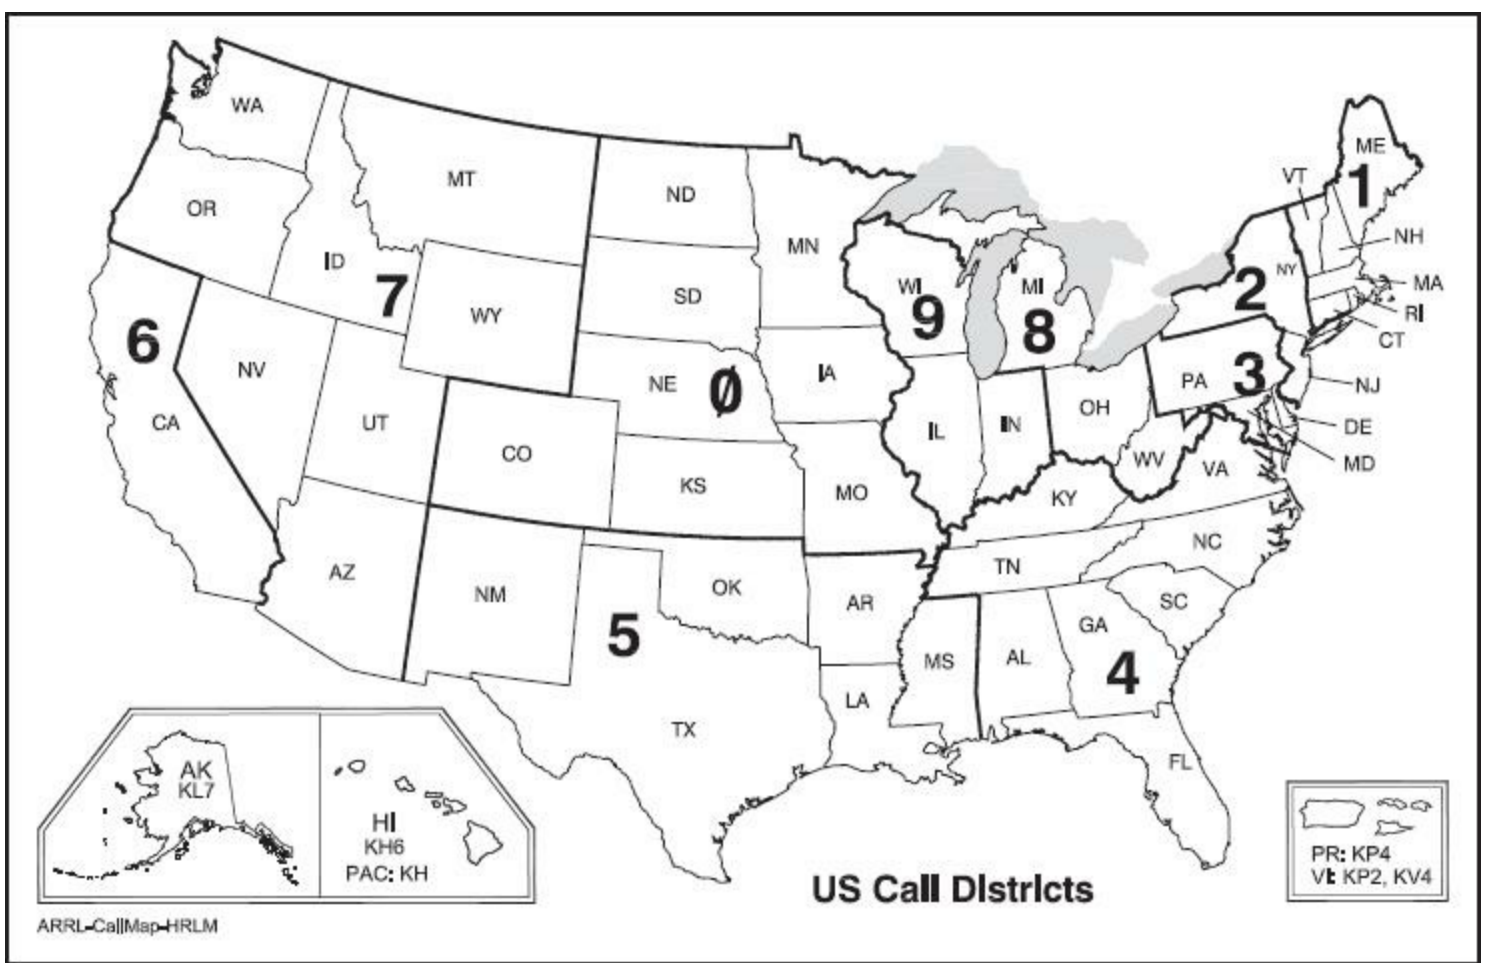 WA
OR
MT
ID
7
WY
6
CA
NV
UT
AZ
CO
NM
ND
SD
NE
Ø
KS
MN
IA
MO
OK
5
TX
AR
LA
MS
WI
9
IL
IN
MI
8
OH
WV
KY
VA
TN
NC
SC
GA
AL
4
FL
PA
3
NY
2
VT
ME
1
NH
MA
RI
CT
NJ
DE
MD
AK
KL7
HI
KH6
PAC: KH
US Call Districts
PR: KP4
VI: KP2, KV4
ARRL-CallMap-HRLM